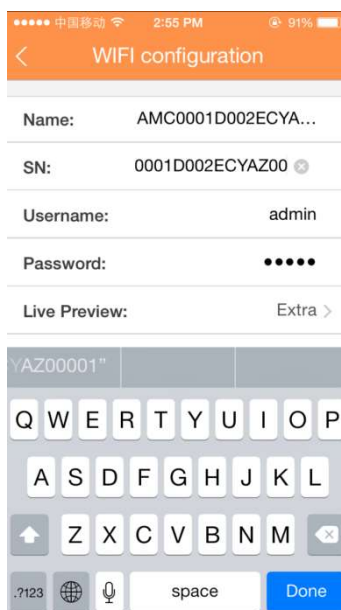 中国移动 2:55 PM 91%
WIFI configuration
Name: AMC0001D002ECYA...
SN: 0001D002ECYAZ00
Username: admin
Password: •••••
Live Preview: Extra >
YAZ00001”
Q W E R T Y U I O P
A S D F G H J K L
Z X C V B N M
.?123 space Done